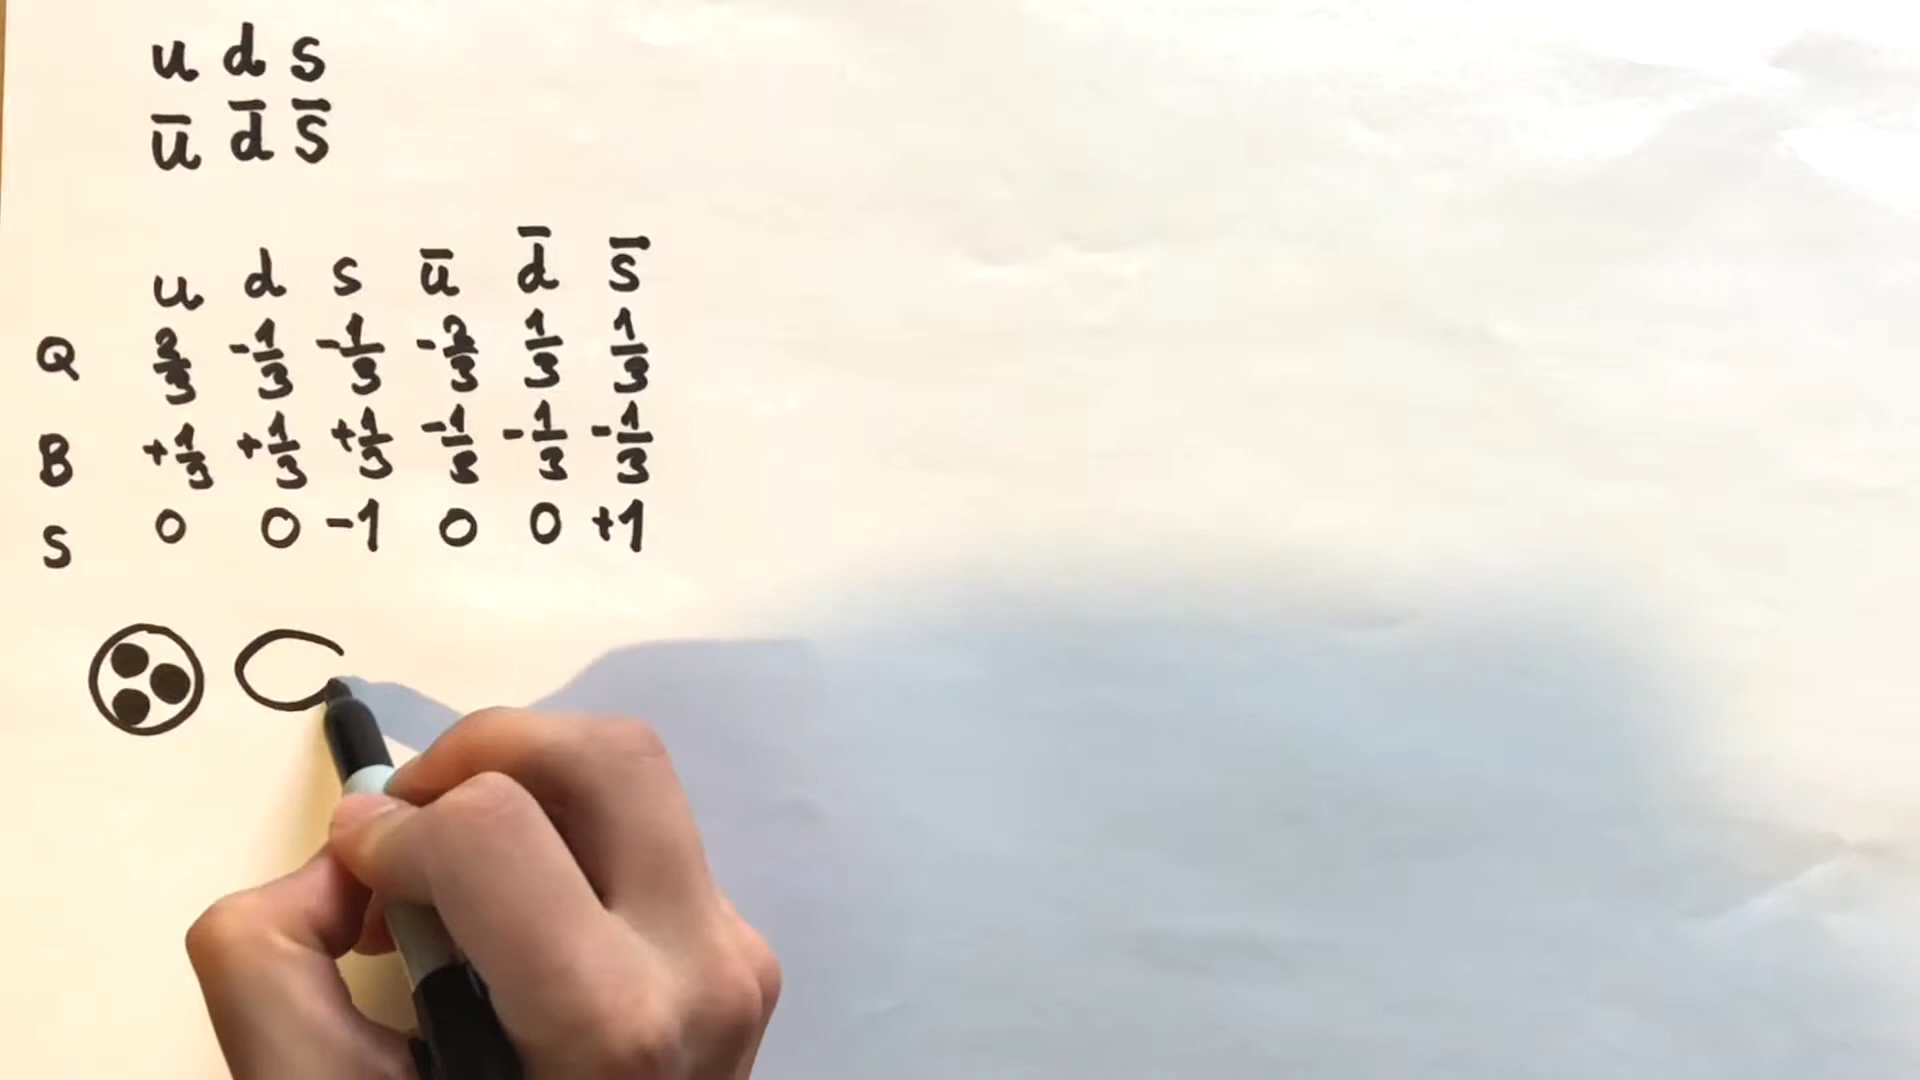 u d s
ū d̄ s̄
u d s ū d̄ s̄
Q 2/3 -1/3 -1/3 -2/3 1/3 1/3
B +1/3 +1/3 +1/3 -1/3 -1/3 -1/3
S 0 0 -1 0 0 +1